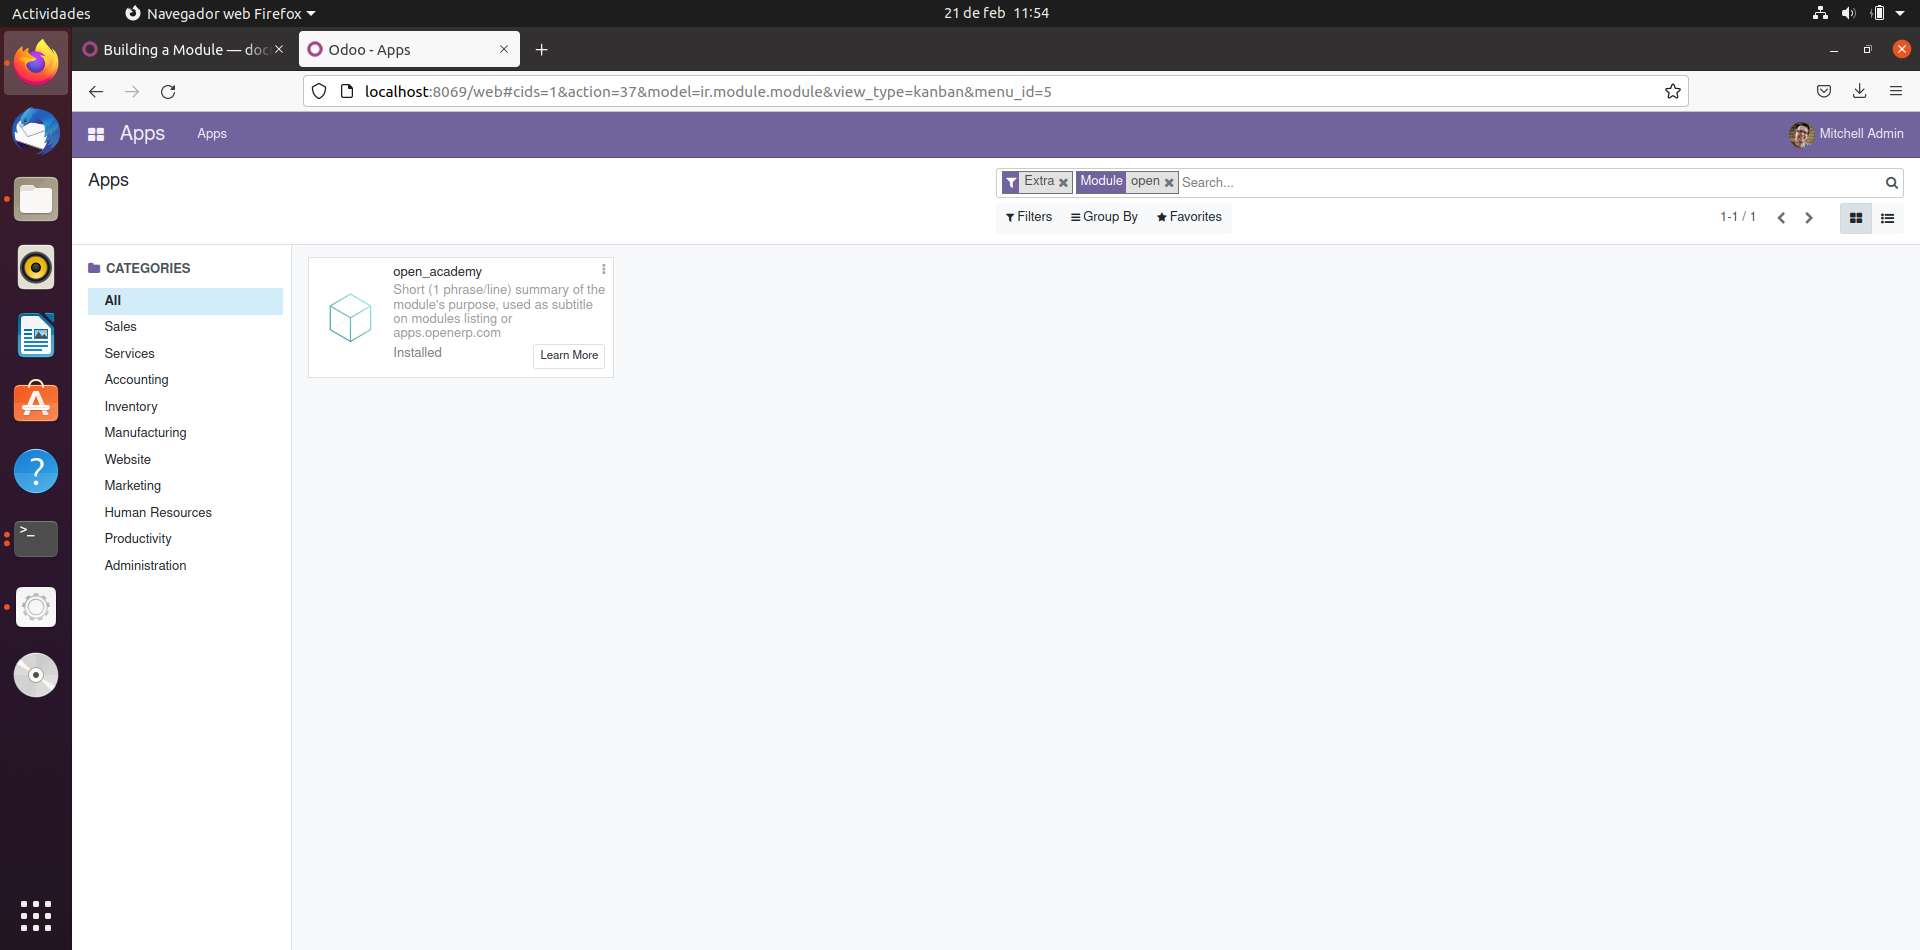 Actividades
Navegador web Firefox
21 de feb 11:54
Building a Module — doc
Odoo - Apps
localhost:8069/web#cids=1&action=37&model=ir.module.module&view_type=kanban&menu_id=5
Apps
Apps
Mitchell Admin
Apps
Extra
Module open
Search...
Filters
Group By
Favorites
1-1 / 1
CATEGORIES
All
Sales
Services
Accounting
Inventory
Manufacturing
Website
Marketing
Human Resources
Productivity
Administration
open_academy
Short (1 phrase/line) summary of the
module's purpose, used as subtitle
on modules listing or
apps.openerp.com
Installed
Learn More